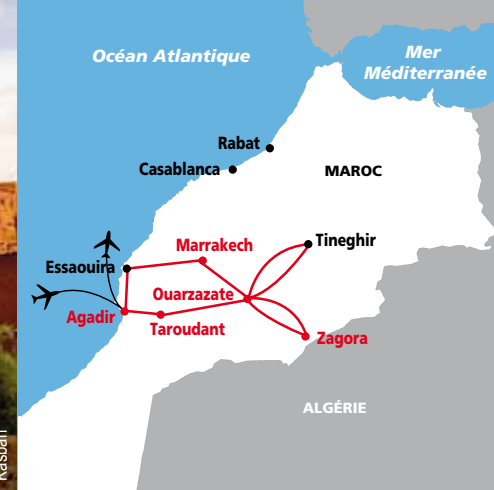 Océan Atlantique
Mer
Méditerranée
Rabat
Casablanca
MAROC
Marrakech
Tineghir
Essaouira
Ouarzazate
Agadir
Taroudant
Zagora
ALGÉRIE
Kasbah